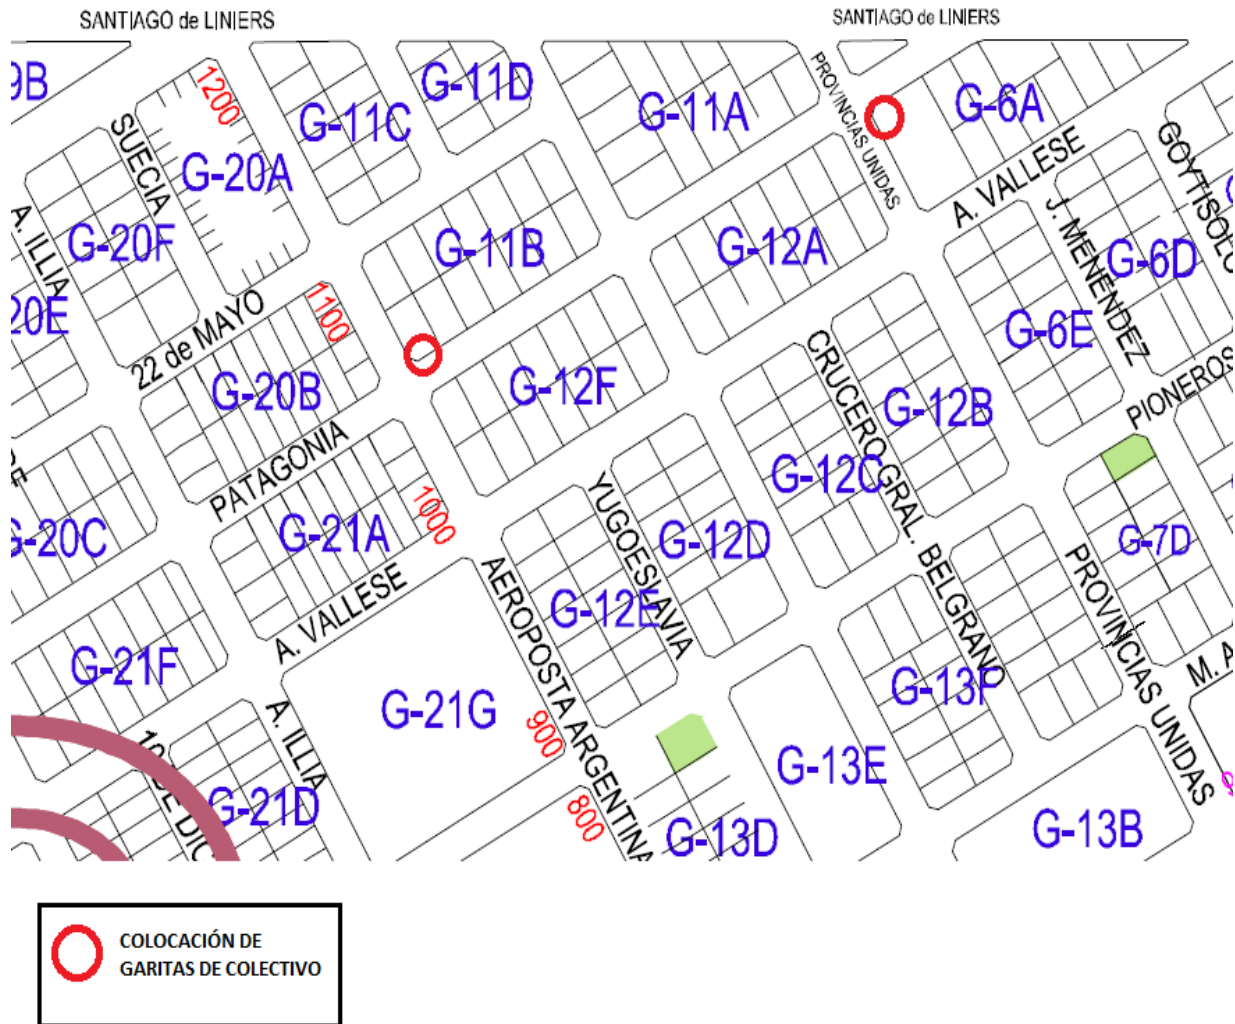 SANTIAGO de LINIERS
SANTIAGO de LINIERS
9B
1200
G-11D
G-11C
G-11A
PROVINCIAS UNIDAS
G-6A
SUECIA
G-20A
A. VALLESE
GOYTISOLO
A. ILLIA
G-20F
G-11B
G-12A
J. MENENDEZ
G-6D
20E
22 de MAYO
1100
G-6E
G-20B
G-12F
CRUCERO GRAL. BELGRANO
G-12B
PIONEROS
PATAGONIA
G-12C
G-20C
G-21A
1000
YUGOESLAVIA
G-12D
G-7D
A. VALLESE
AEROPOSTA ARGENTINA
G-12E
PROVINCIAS UNIDAS
G-21F
G-21G
G-13F
M. A
A. ILLIA
900
10 DE DIC
G-13E
G-21D
800
G-13D
G-13B
COLOCACIÓN DE
GARITAS DE COLECTIVO